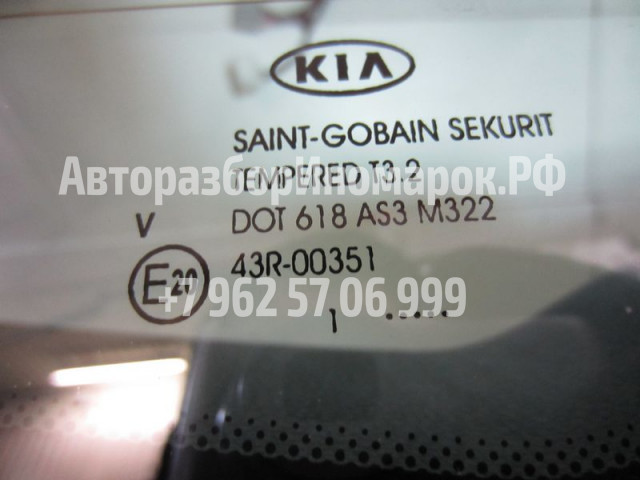 KIA
SAINT-GOBAIN SEKURIT
TEMPERED T3.2
АвторазборИномарок.РФ
V DOT 618 AS3 M322
E20 43R-00351
+7 962 57 06 999
1 •••••